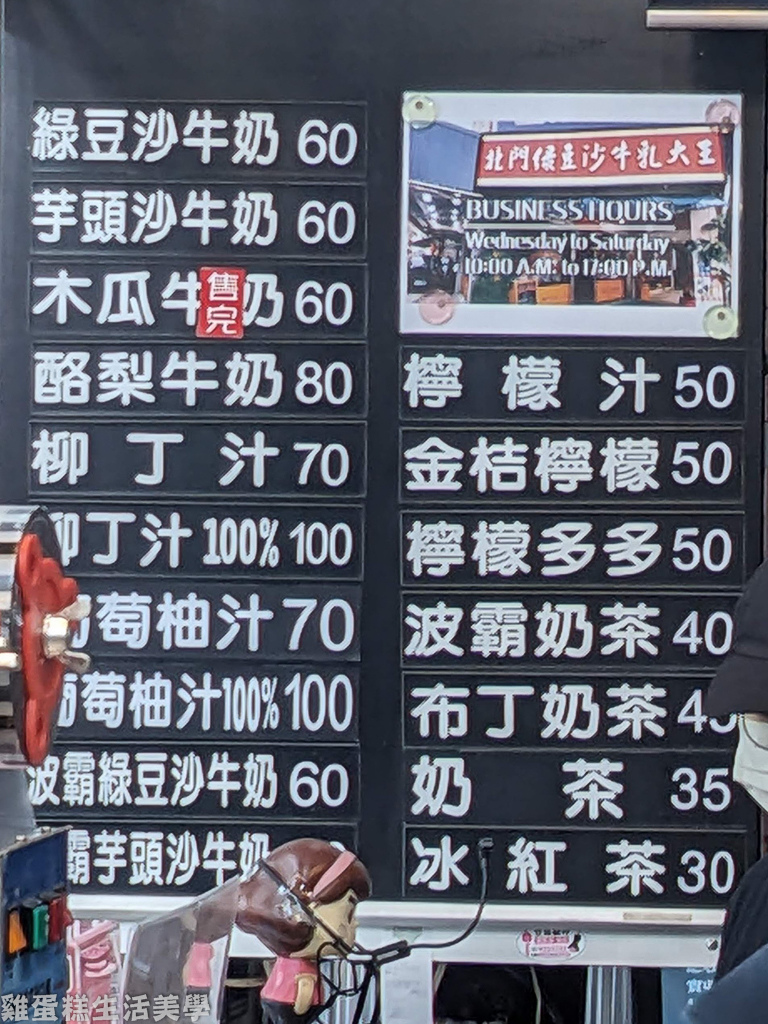 綠豆沙牛奶 60
芋頭沙牛奶 60
木瓜牛奶 60
售完
酪梨牛奶 80
柳丁汁 70
柳丁汁 100% 100
葡萄柚汁 70
葡萄柚汁 100% 100
波霸綠豆沙牛奶 60
霸芋頭沙牛奶
北門綠豆沙牛乳大王
BUSINESS HOURS
Wednesday to Saturday
10:00 A.M. to 17:00 P.M.
檸檬汁 50
金桔檸檬 50
檸檬多多 50
波霸奶茶 40
布丁奶茶 45
奶茶 35
冰紅茶 30
雞蛋糕生活美學